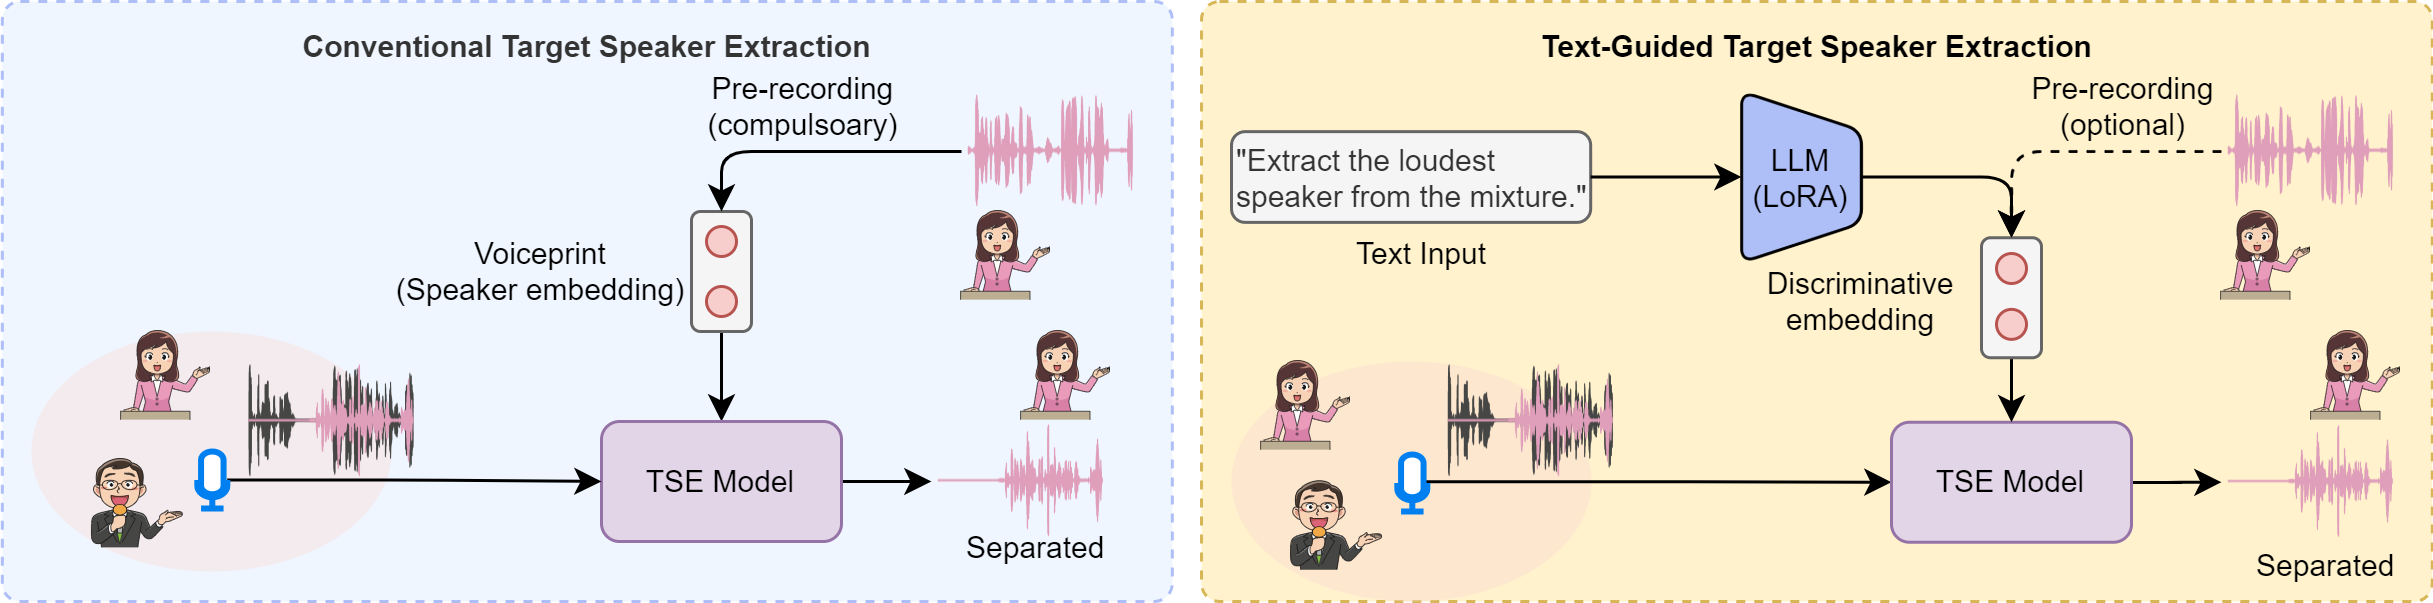 Conventional Target Speaker Extraction
Pre-recording
(compulsoary)
Voiceprint
(Speaker embedding)
TSE Model
Separated
Text-Guided Target Speaker Extraction
"Extract the loudest
speaker from the mixture."
Text Input
LLM
(LoRA)
Pre-recording
(optional)
Discriminative
embedding
TSE Model
Separated